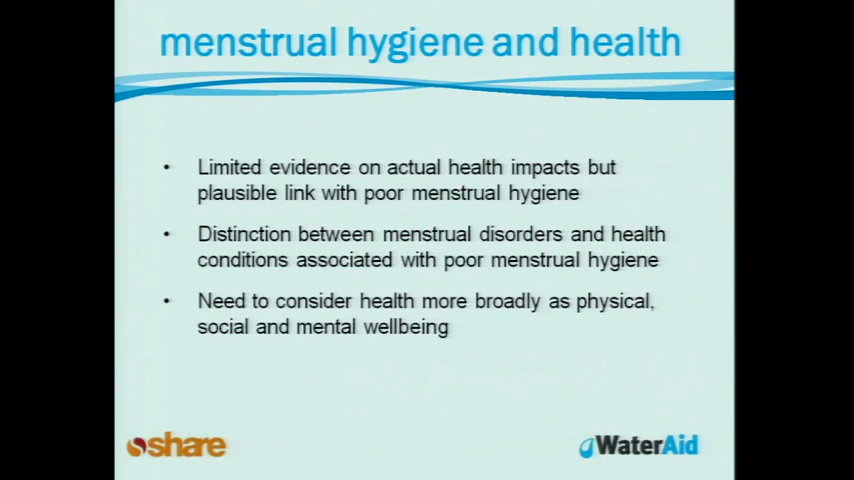 menstrual hygiene and health
• Limited evidence on actual health impacts but
plausible link with poor menstrual hygiene
• Distinction between menstrual disorders and health
conditions associated with poor menstrual hygiene
• Need to consider health more broadly as physical,
social and mental wellbeing
share
WaterAid